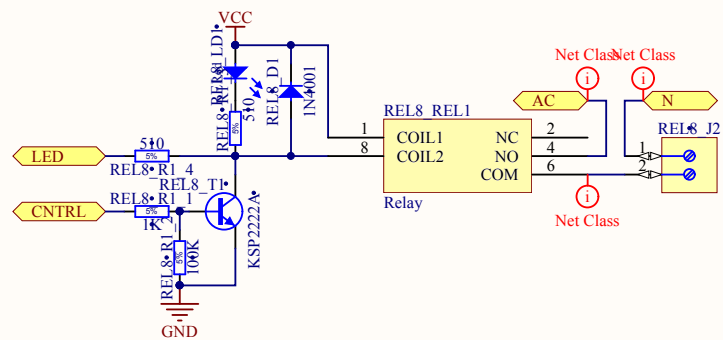 VCC
REL8_LD1
510
REL8_D1
1N4001
Net Class
Net Class
AC
N
REL8_REL1
REL8_J2
1
COIL1
NC
2
8
COIL2
NO
4
COM
6
1
2
Relay
Net Class
LED
510
5%
5%
REL8_R1_4
REL8_T1
CNTRL
REL8_R1_1
5%
1K
KSP2222A
REL8_R1_2
5%
100K
GND